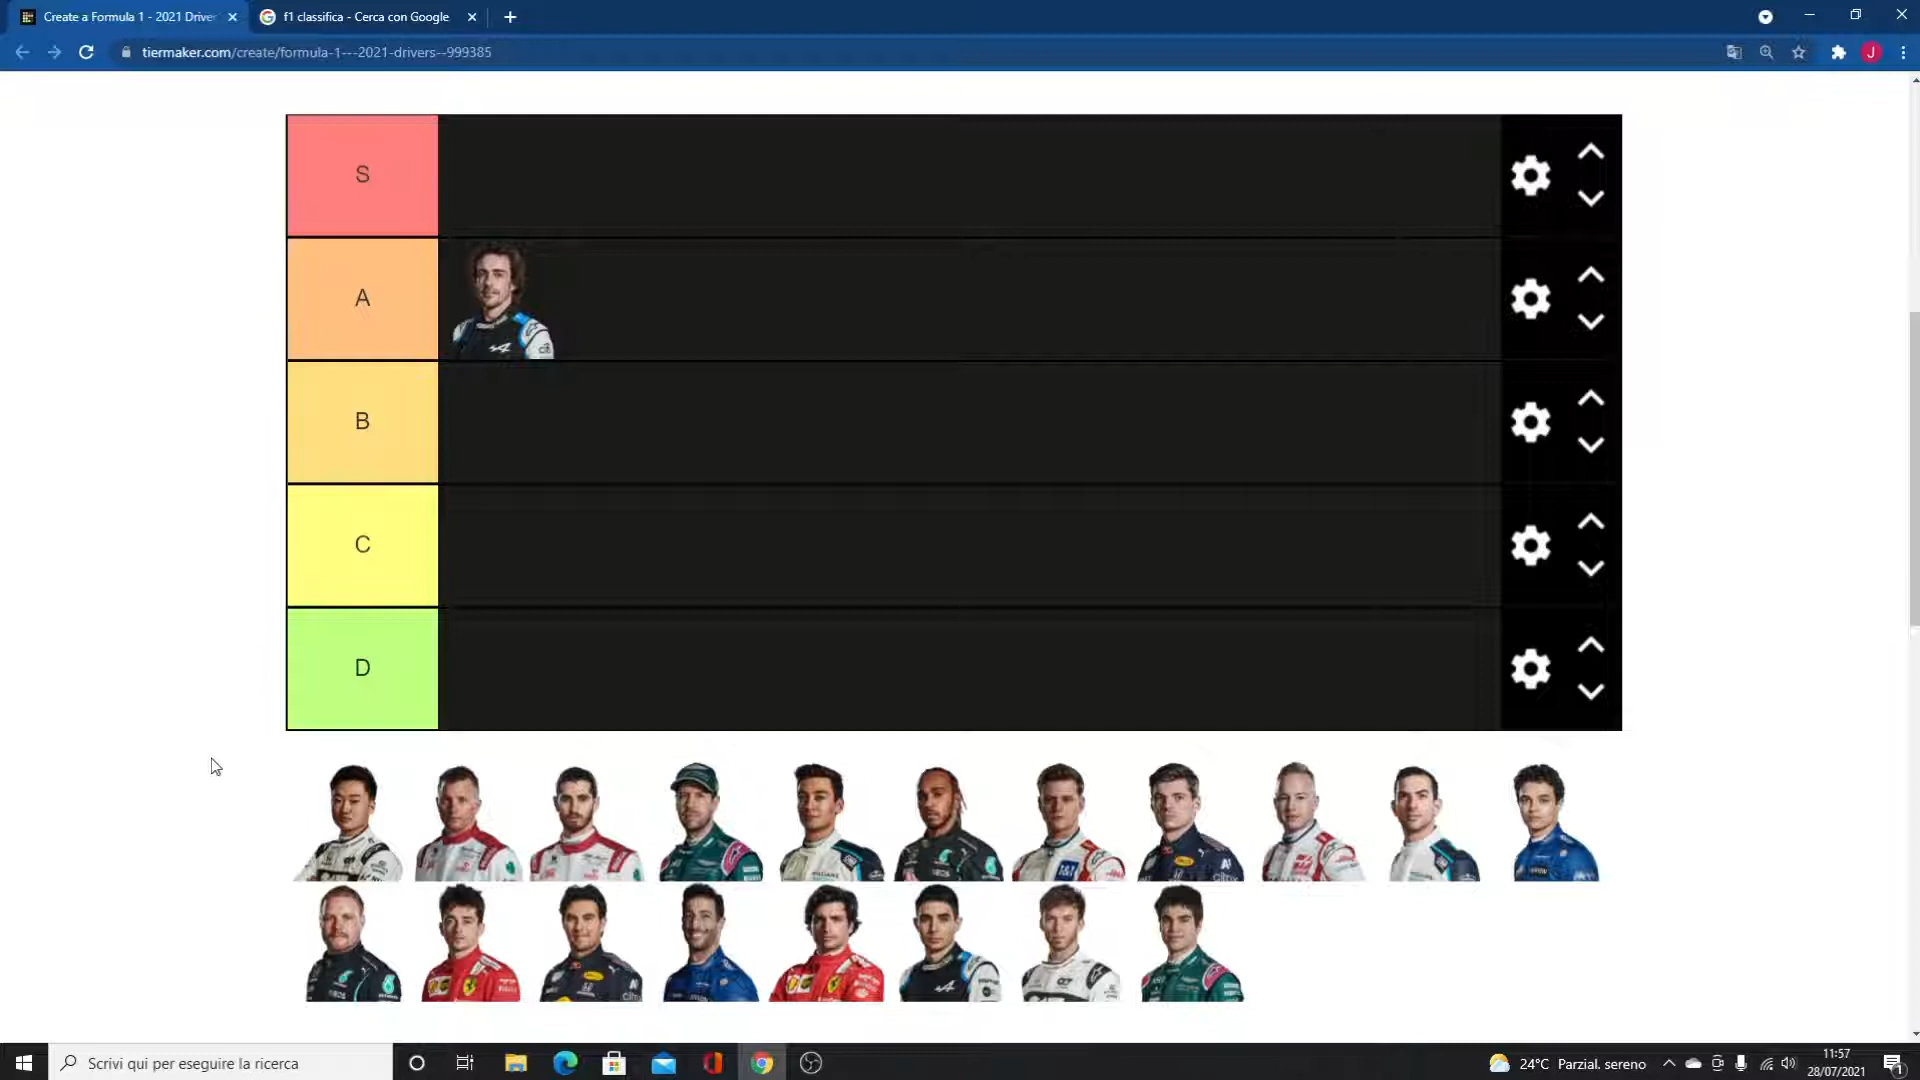 Create a Formula 1 - 2021 Driver
f1 classifica - Cerca con Google
tiermaker.com/create/formula-1---2021-drivers--999385
J
S
A
B
C
D
Scrivi qui per eseguire la ricerca
24°C Parzial. sereno
11:57
28/07/2021
1